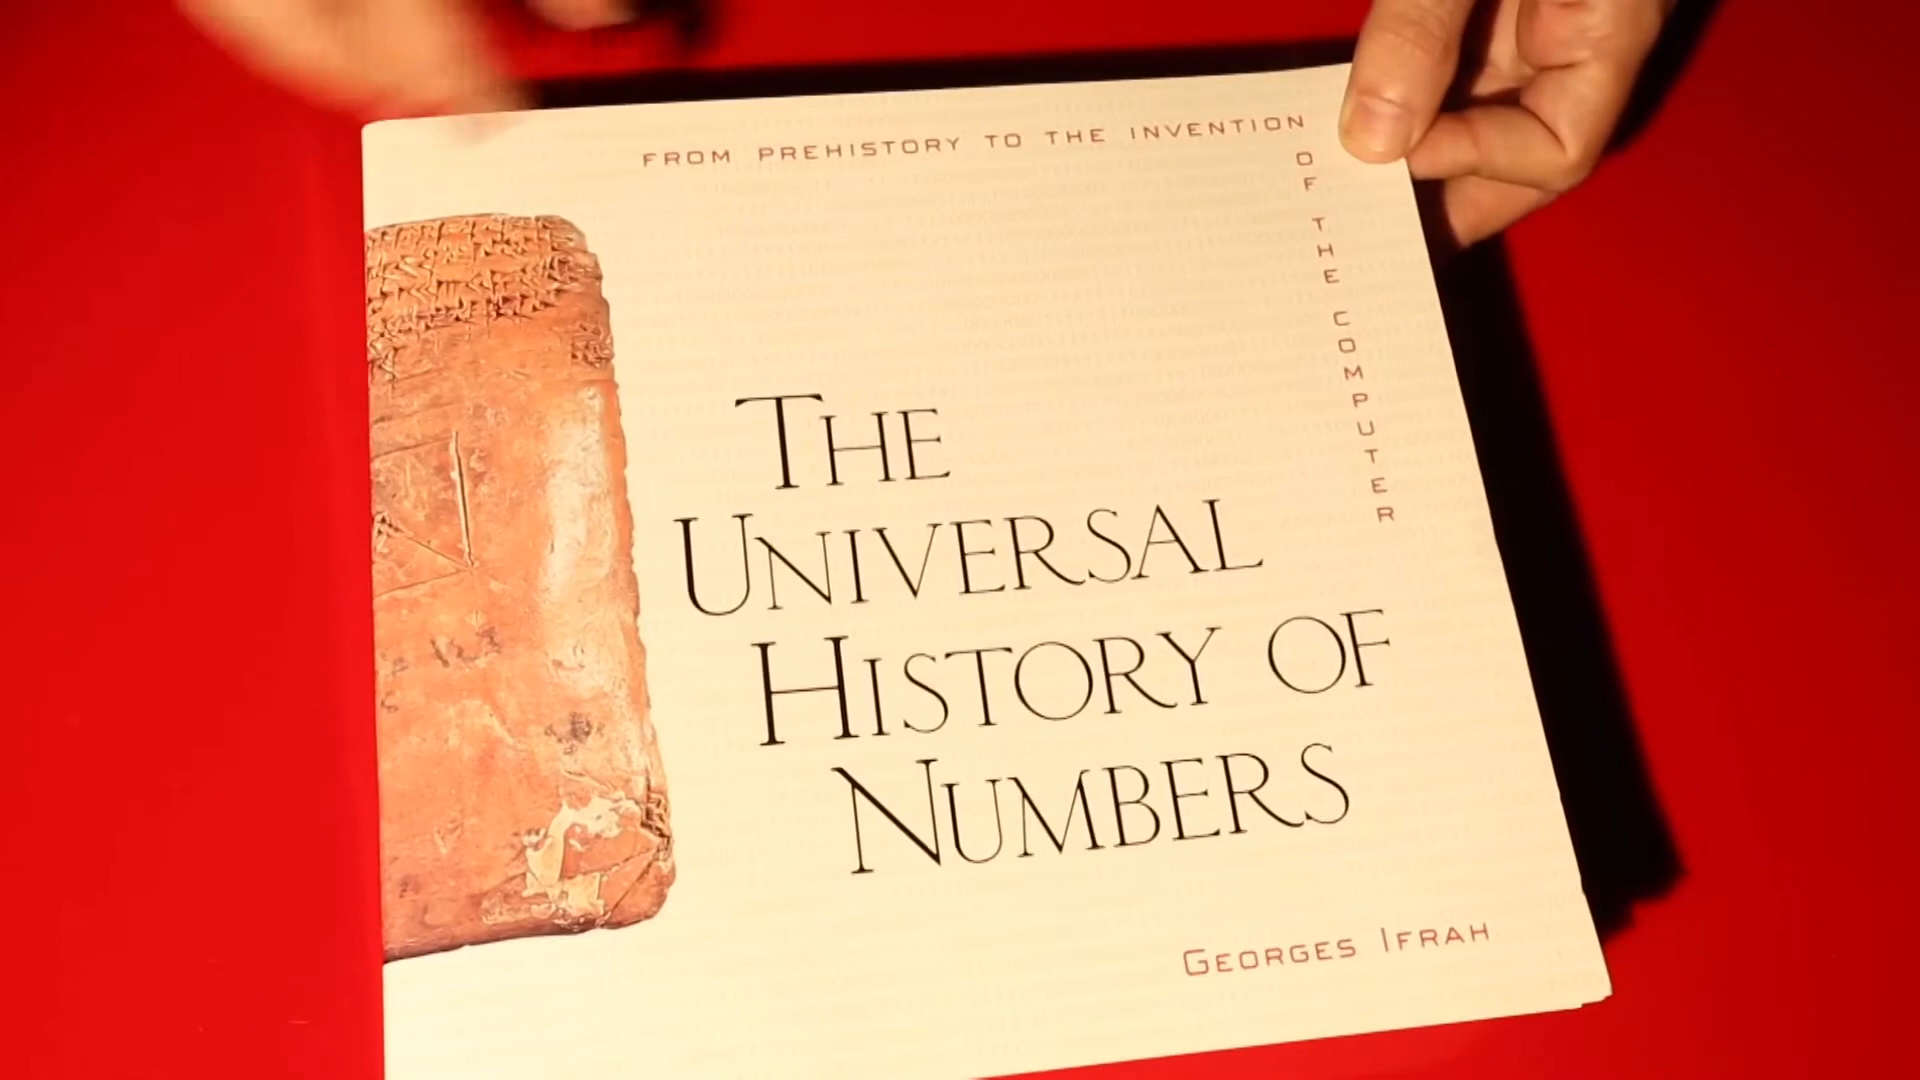 FROM PREHISTORY TO THE INVENTION
OF THE COMPUTER
THE
UNIVERSAL
HISTORY OF
NUMBERS
GEORGES IFRAH